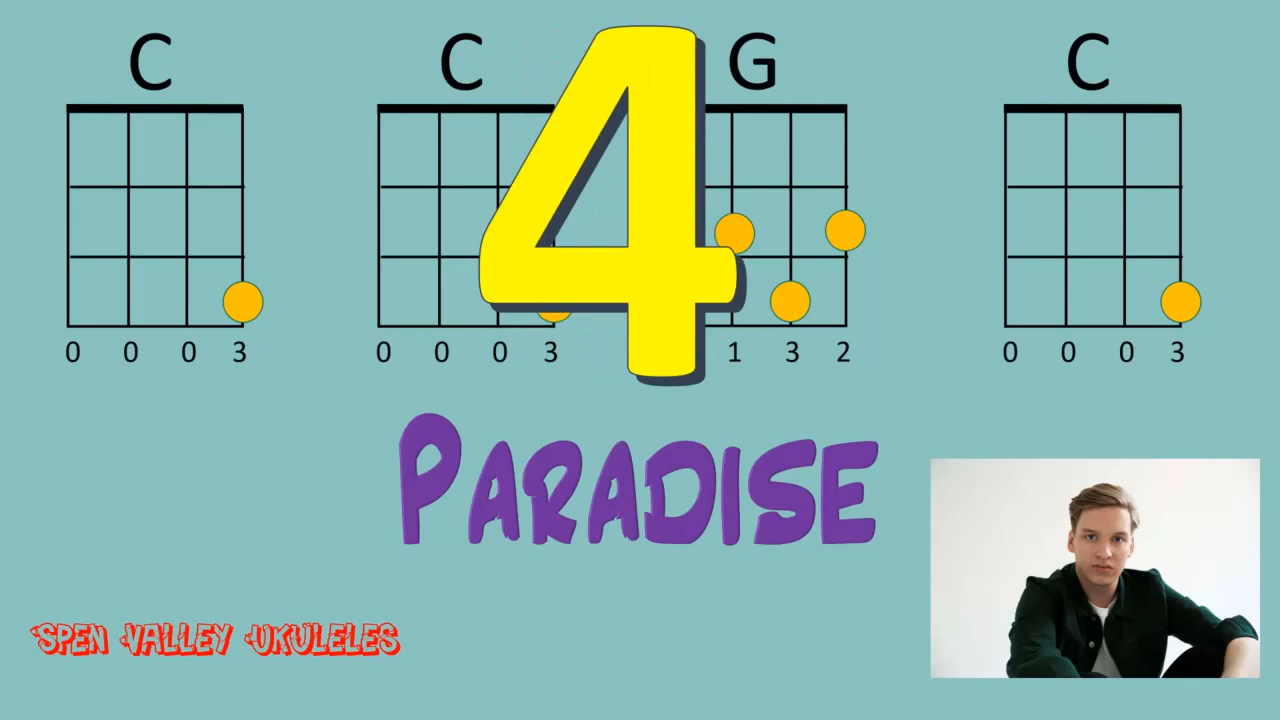 C C G C
4
0 0 0 3 0 0 0 3 1 3 2 0 0 0 3
PARADISE
SPEN VALLEY UKULELES